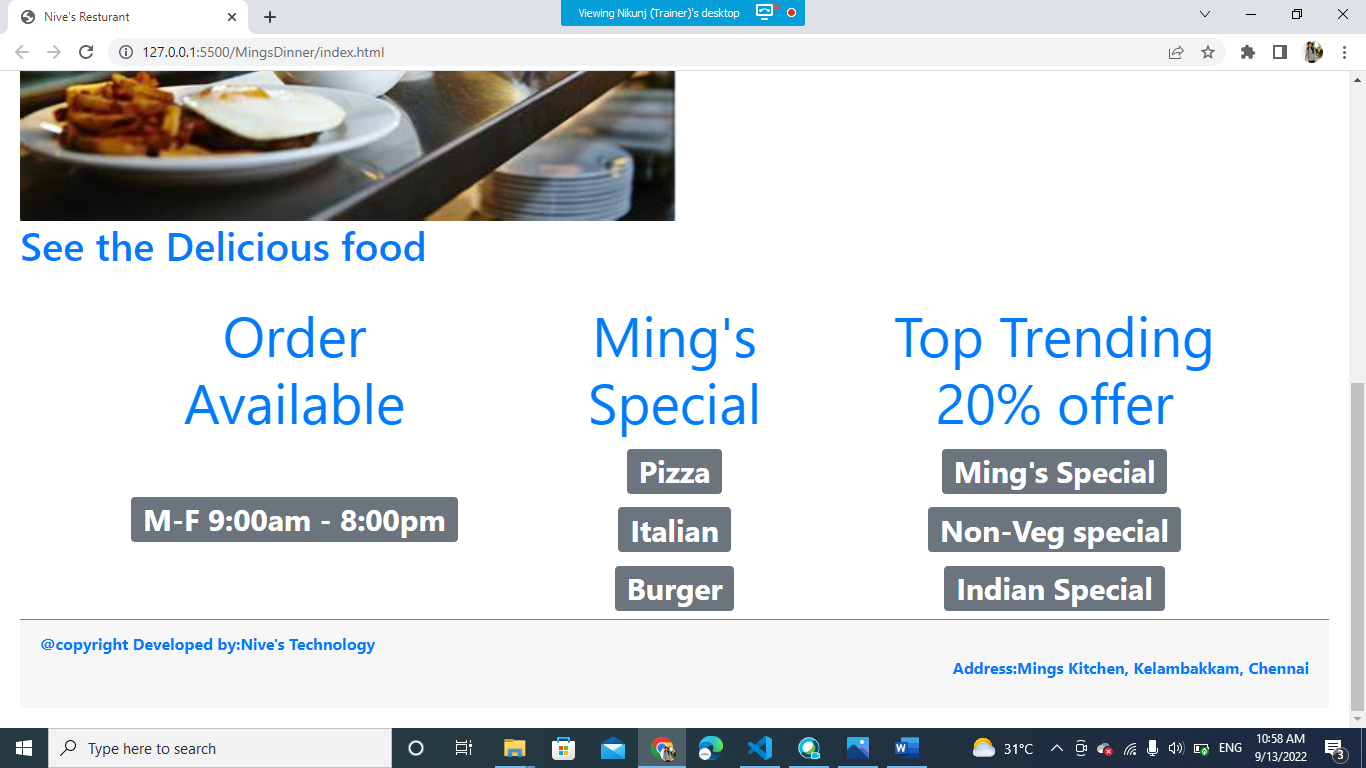 Nive's Resturant
Viewing Nikunj (Trainer)'s desktop
127.0.0.1:5500/MingsDinner/index.html
See the Delicious food
Order
Available
M-F 9:00am - 8:00pm
Ming's
Special
Pizza
Italian
Burger
Top Trending
20% offer
Ming's Special
Non-Veg special
Indian Special
@copyright Developed by:Nive's Technology
Address:Mings Kitchen, Kelambakkam, Chennai
Type here to search
31°C
ENG
10:58 AM
9/13/2022
3